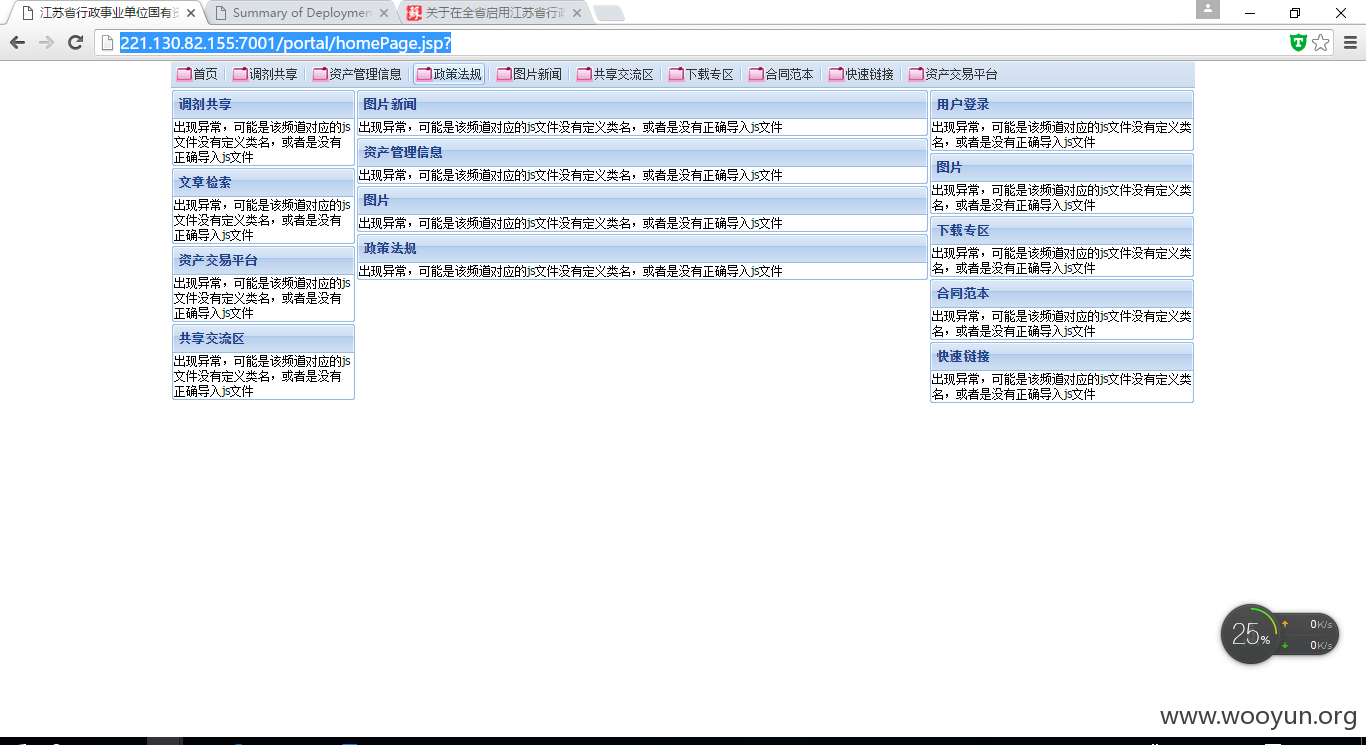 江苏省行政事业单位国有资
Summary of Deploymen
关于在全省启用江苏省行政
221.130.82.155:7001/portal/homePage.jsp?
首页 调剂共享 资产管理信息 政策法规 图片新闻 共享交流区 下载专区 合同范本 快速链接 资产交易平台
调剂共享
出现异常，可能是该频道对应的js
文件没有定义类名，或者是没有
正确导入js文件
文章检索
出现异常，可能是该频道对应的js
文件没有定义类名，或者是没有
正确导入js文件
资产交易平台
出现异常，可能是该频道对应的js
文件没有定义类名，或者是没有
正确导入js文件
共享交流区
出现异常，可能是该频道对应的js
文件没有定义类名，或者是没有
正确导入js文件
图片新闻
出现异常，可能是该频道对应的js文件没有定义类名，或者是没有正确导入js文件
资产管理信息
出现异常，可能是该频道对应的js文件没有定义类名，或者是没有正确导入js文件
图片
出现异常，可能是该频道对应的js文件没有定义类名，或者是没有正确导入js文件
政策法规
出现异常，可能是该频道对应的js文件没有定义类名，或者是没有正确导入js文件
用户登录
出现异常，可能是该频道对应的js文件没有定义类
名，或者是没有正确导入js文件
图片
出现异常，可能是该频道对应的js文件没有定义类
名，或者是没有正确导入js文件
下载专区
出现异常，可能是该频道对应的js文件没有定义类
名，或者是没有正确导入js文件
合同范本
出现异常，可能是该频道对应的js文件没有定义类
名，或者是没有正确导入js文件
快速链接
出现异常，可能是该频道对应的js文件没有定义类
名，或者是没有正确导入js文件
25%
0K/s
0K/s
www.wooyun.org